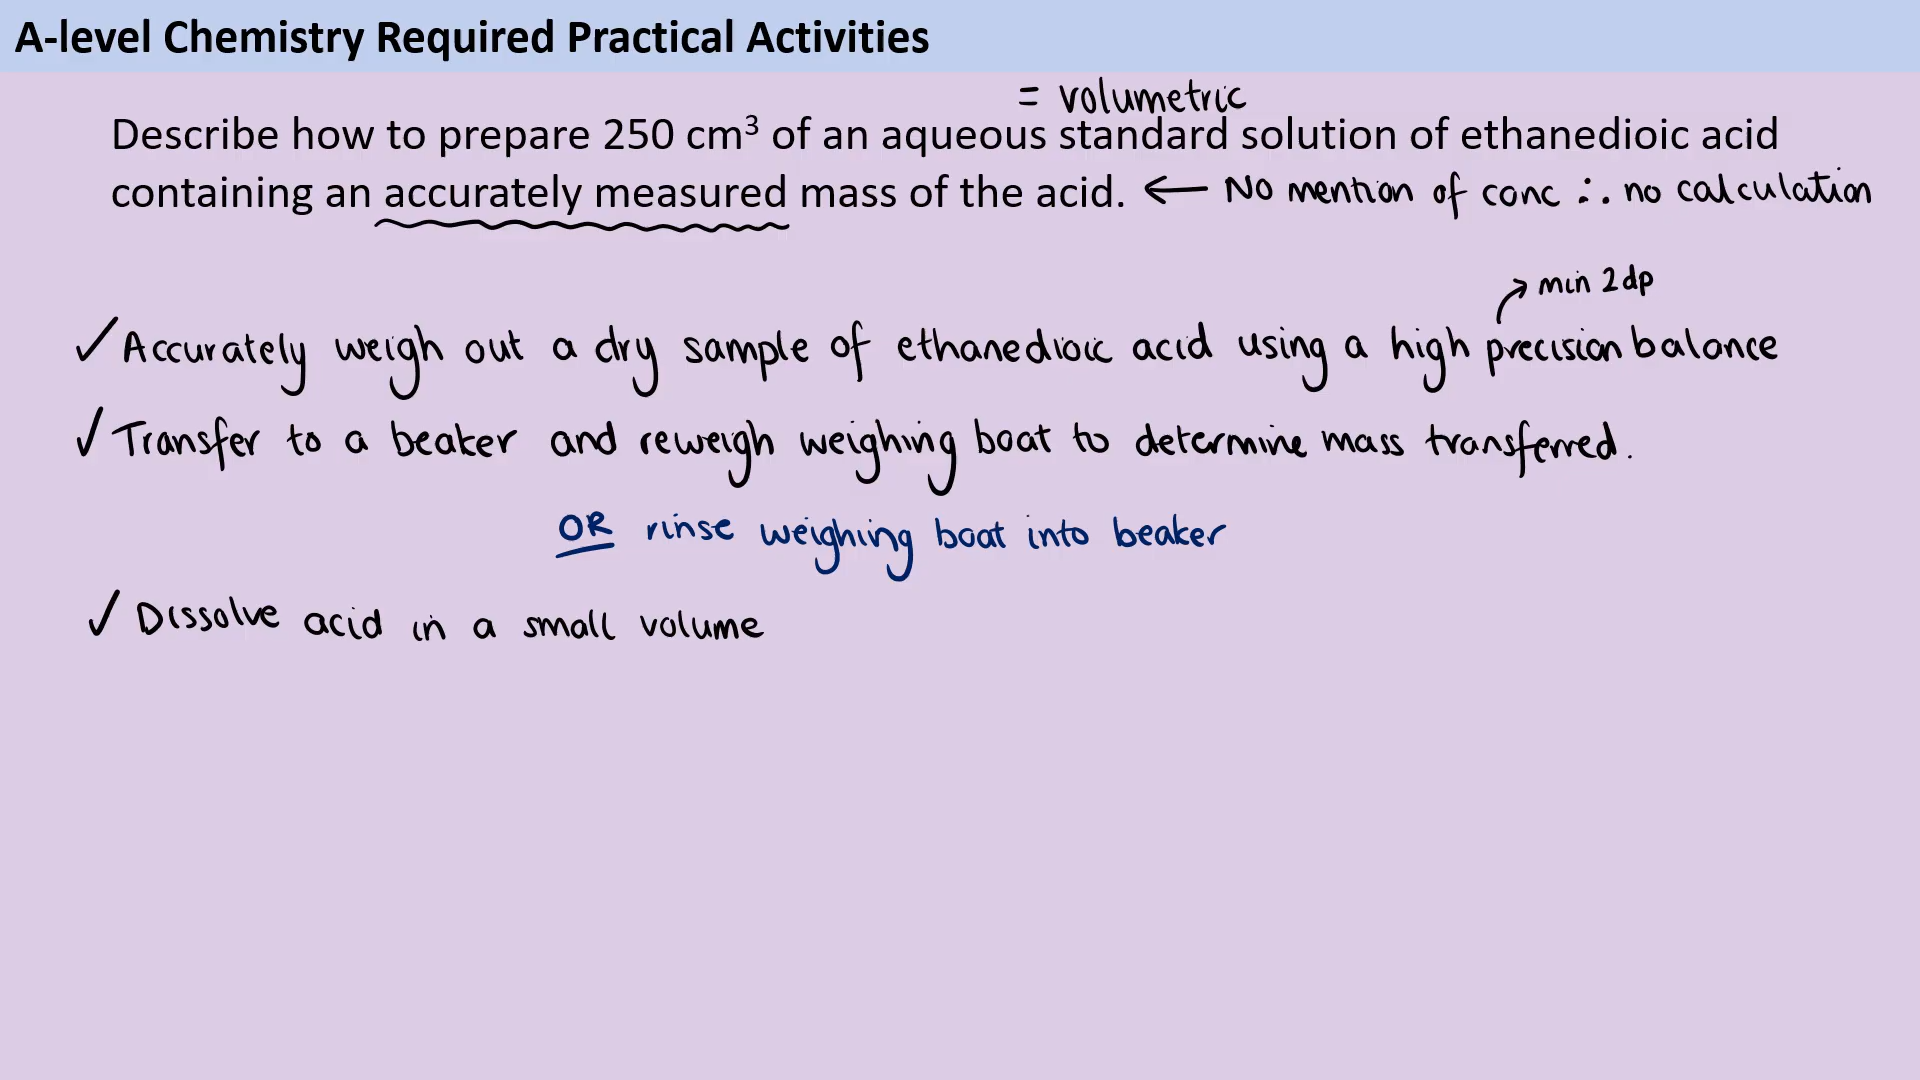 A-level Chemistry Required Practical Activities
= volumetric
Describe how to prepare 250 cm³ of an aqueous standard solution of ethanedioic acid
containing an accurately measured mass of the acid. ← No mention of conc ∴ no calculation
min 2dp
✓ Accurately weigh out a dry sample of ethanedioic acid using a high precision balance
✓ Transfer to a beaker and reweigh weighing boat to determine mass transferred.
OR rinse weighing boat into beaker
✓ Dissolve acid in a small volume